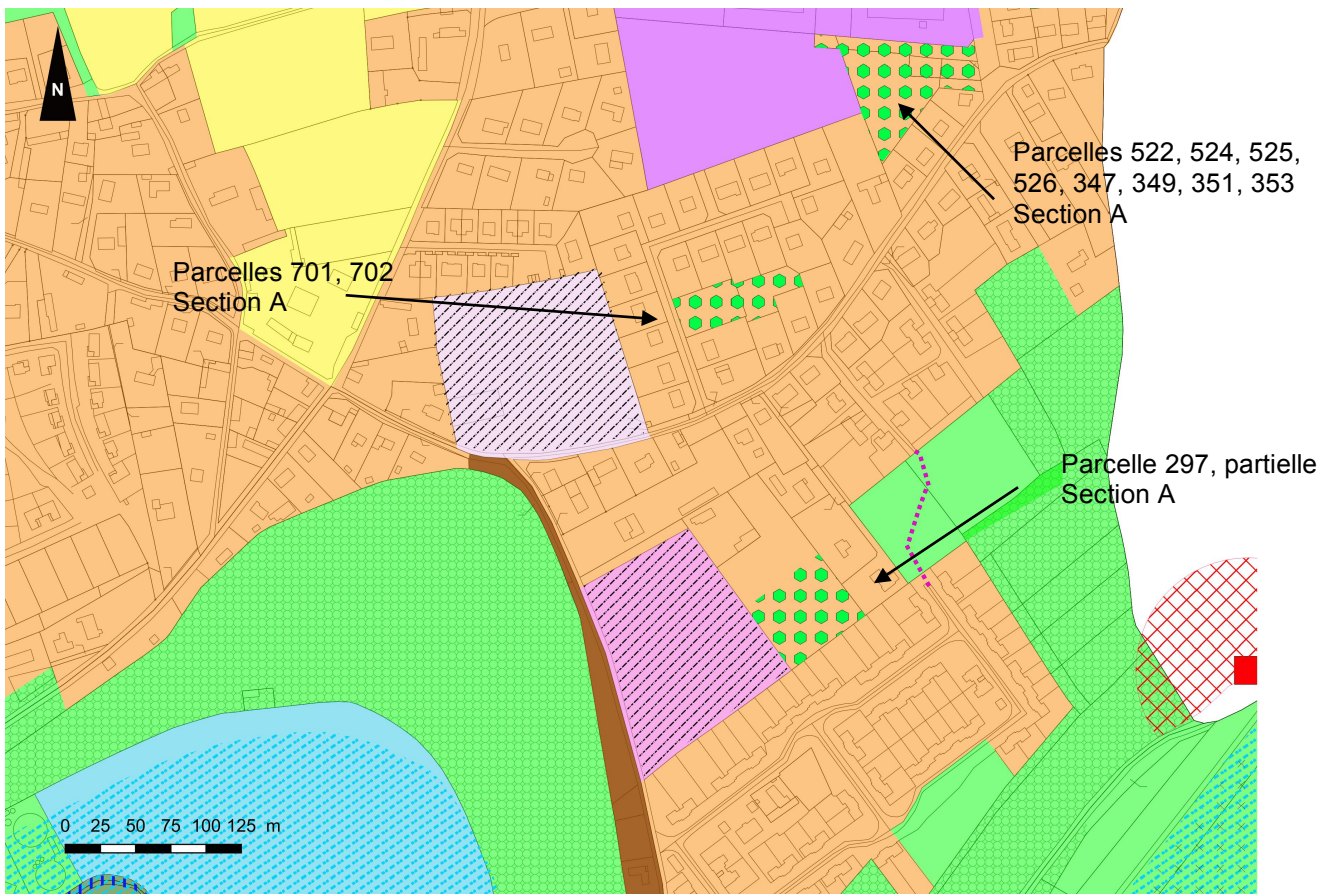 N
Parcelles 522, 524, 525,
526, 347, 349, 351, 353
Section A
Parcelles 701, 702
Section A
Parcelle 297, partielle
Section A
0 25 50 75 100 125 m